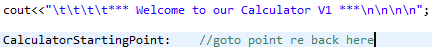 cout<<"\t\t\t\t*** Welcome to our Calculator V1 ***\n\n\n\n";
CalculatorStartingPoint:    //goto point re back here